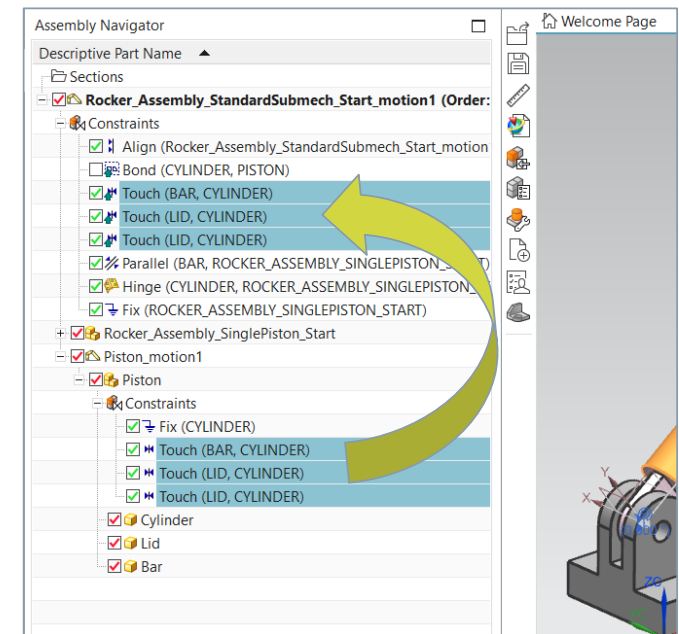 Assembly Navigator
Welcome Page
Descriptive Part Name
Sections
Rocker_Assembly_StandardSubmech_Start_motion1 (Order:
Constraints
Align (Rocker_Assembly_StandardSubmech_Start_motion
Bond (CYLINDER, PISTON)
Touch (BAR, CYLINDER)
Touch (LID, CYLINDER)
Touch (LID, CYLINDER)
Parallel (BAR, ROCKER_ASSEMBLY_SINGLEPISTON_
Hinge (CYLINDER, ROCKER_ASSEMBLY_SINGLEPISTON_
Fix (ROCKER_ASSEMBLY_SINGLEPISTON_START)
Rocker_Assembly_SinglePiston_Start
Piston_motion1
Piston
Constraints
Fix (CYLINDER)
Touch (BAR, CYLINDER)
Touch (LID, CYLINDER)
Touch (LID, CYLINDER)
Cylinder
Lid
Bar
Y
X
ZC